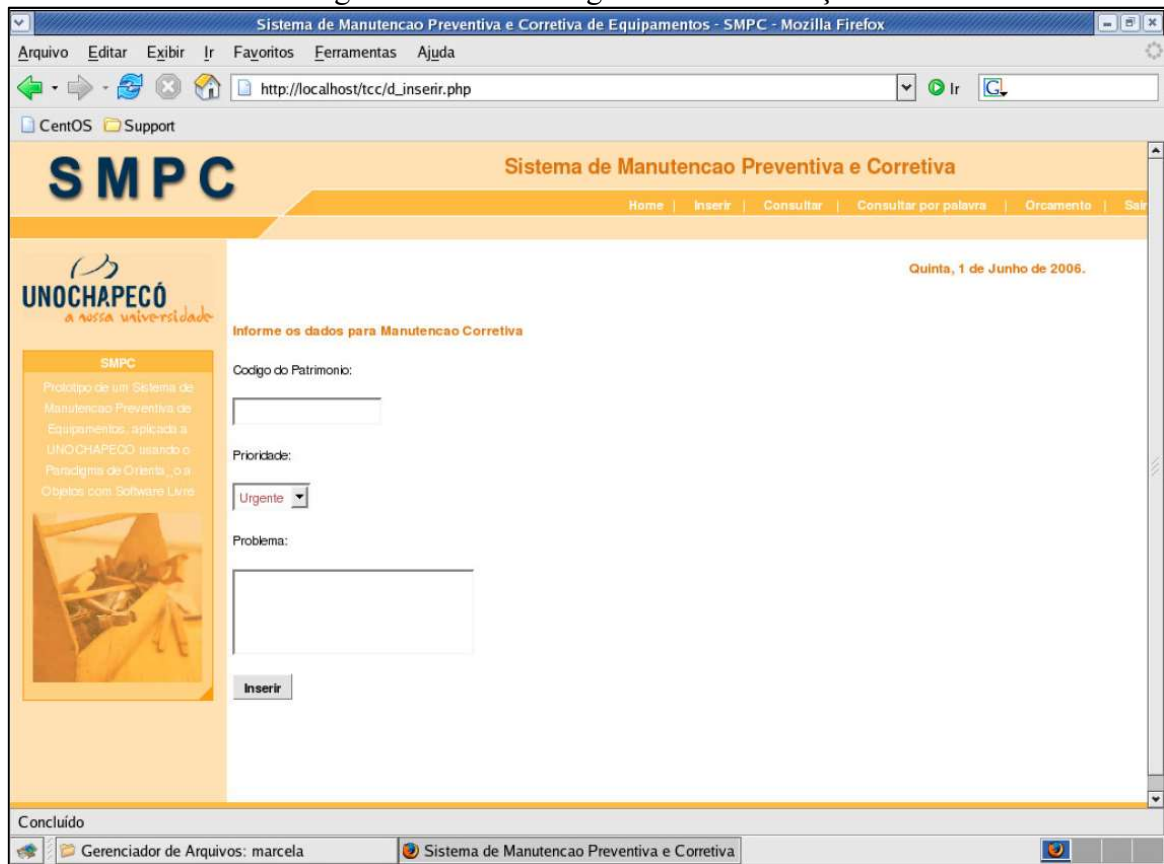 Sistema de Manutencao Preventiva e Corretiva de Equipamentos - SMPC - Mozilla Firefox
Arquivo Editar Exibir Ir Favoritos Ferramentas Ajuda
http://localhost/tcc/d_inserir.php
Ir
G
CentOS Support
SMPC
Sistema de Manutencao Preventiva e Corretiva
Home | Inserir | Consultar | Consultar por palavra | Orcamento | Sair
UNOCHAPECÓ
a nossa universidade
Quinta, 1 de Junho de 2006.
SMPC
Prototipo de um Sistema de
Manutencao Preventiva de
Equipamentos, aplicada a
UNOCHAPECO usando o
Paradigma de Orienta_o a
Objetos com Software Livre
Informe os dados para Manutencao Corretiva
Codigo do Patrimonio:
Prioridade:
Urgente
Problema:
Inserir
Concluído
Gerenciador de Arquivos: marcela
Sistema de Manutencao Preventiva e Corretiva